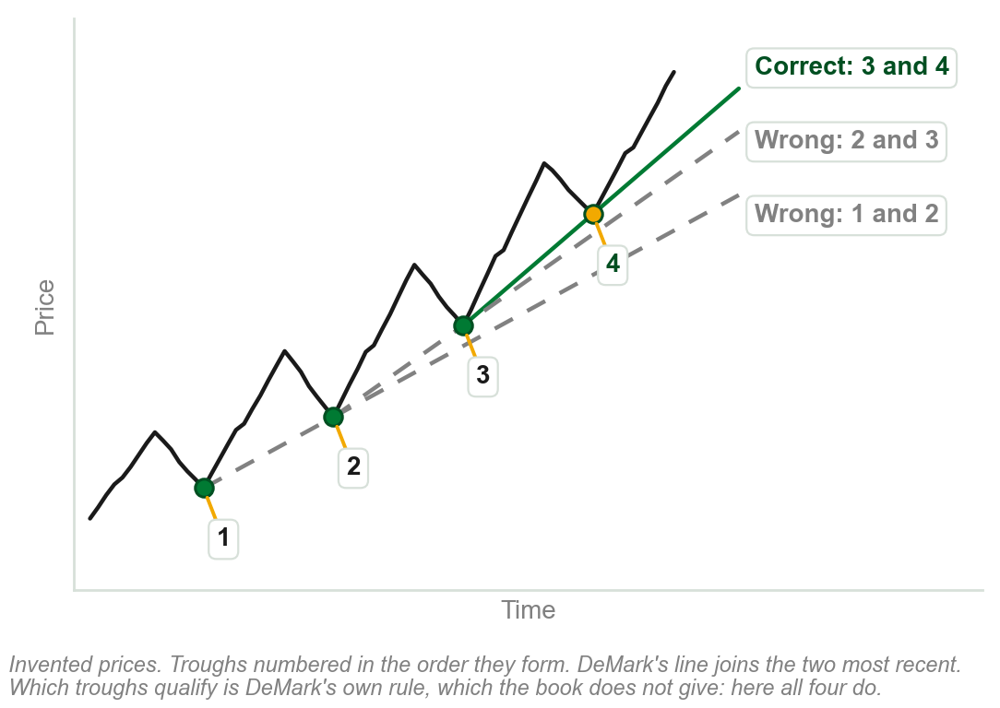 Correct: 3 and 4
Wrong: 2 and 3
Wrong: 1 and 2
4
3
2
1
Price
Time
Invented prices. Troughs numbered in the order they form. DeMark's line joins the two most recent.
Which troughs qualify is DeMark's own rule, which the book does not give: here all four do.